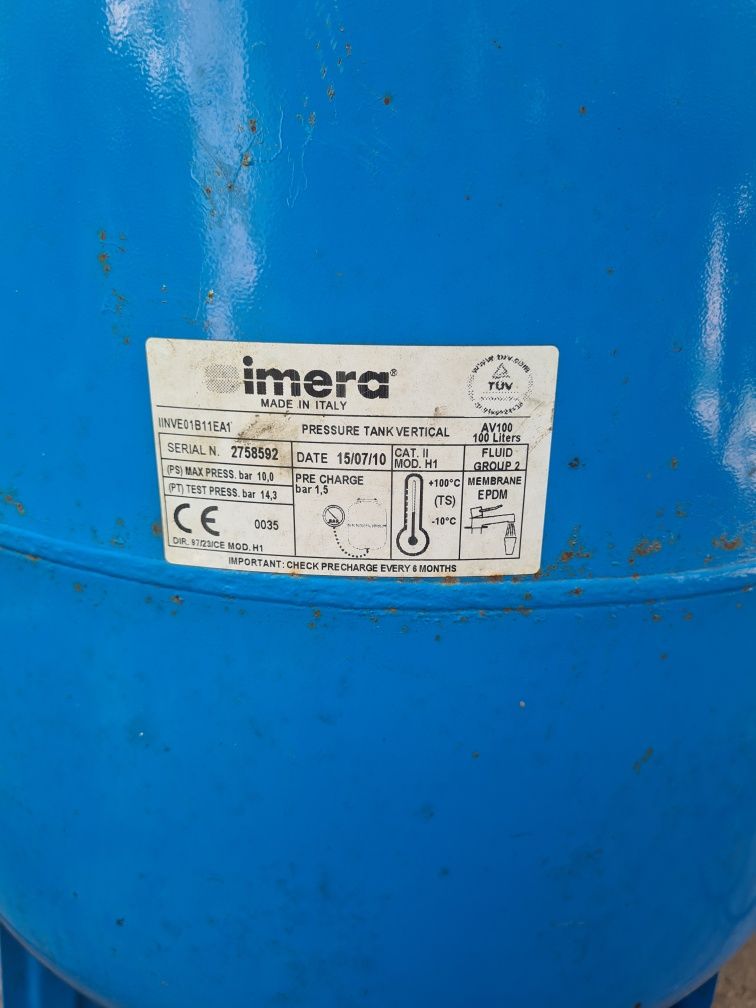 imera®
MADE IN ITALY
www.tuv.com
TÜV
IINVE01B11EA1
PRESSURE TANK VERTICAL
AV100
100 Liters
SERIAL N. 2758592
DATE 15/07/10
CAT. II
MOD. H1
FLUID
GROUP 2
(PS) MAX PRESS. bar 10,0
(PT) TEST PRESS. bar 14,3
PRE CHARGE
bar 1,5
+100°C
(TS)
-10°C
MEMBRANE
EPDM
CE 0035
DIR. 97/23/CE MOD. H1
IMPORTANT: CHECK PRECHARGE EVERY 6 MONTHS